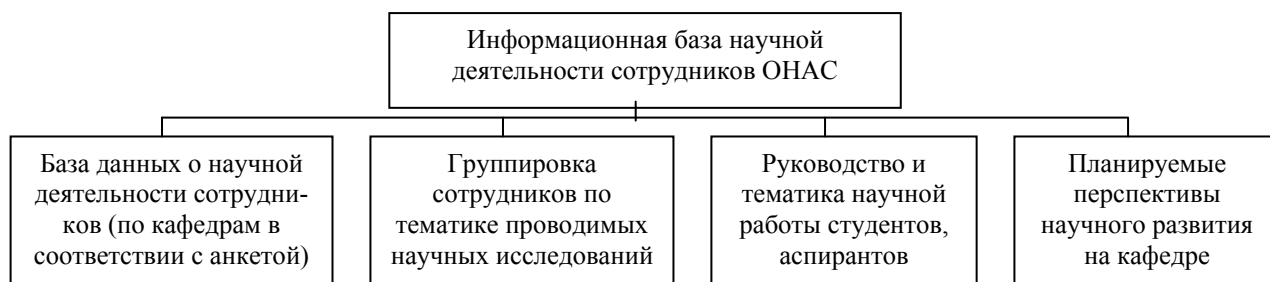 Информационная база научной
деятельности сотрудников ОНАС
База данных о научной
деятельности сотрудни-
ков (по кафедрам в
соответствии с анкетой)
Группировка
сотрудников по
тематике проводимых
научных исследований
Руководство и
тематика научной
работы студентов,
аспирантов
Планируемые
перспективы
научного развития
на кафедре